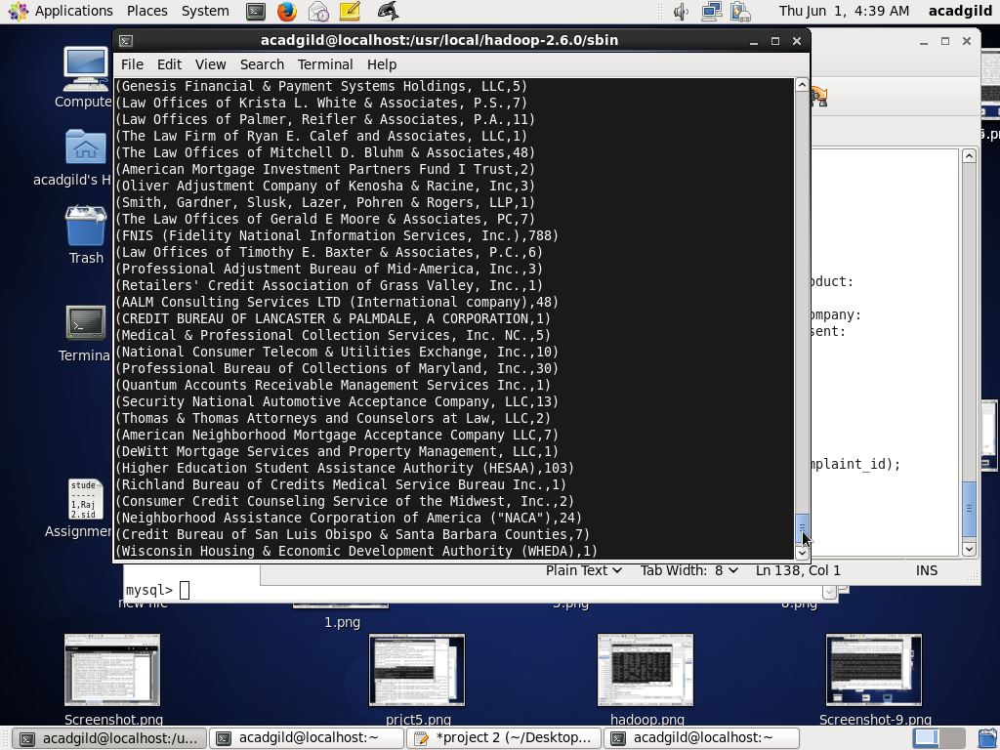 Applications Places System Thu Jun 1, 4:39 AM acadgild
acadgild@localhost:/usr/local/hadoop-2.6.0/sbin
File Edit View Search Terminal Help
(Genesis Financial & Payment Systems Holdings, LLC,5)
(Law Offices of Krista L. White & Associates, P.S.,7)
(Law Offices of Palmer, Reifler & Associates, P.A.,11)
(The Law Firm of Ryan E. Calef and Associates, LLC,1)
(The Law Offices of Mitchell D. Bluhm & Associates,48)
(American Mortgage Investment Partners Fund I Trust,2)
(Oliver Adjustment Company of Kenosha & Racine, Inc,3)
(Smith, Gardner, Slusk, Lazer, Pohren & Rogers, LLP,1)
(The Law Offices of Gerald E Moore & Associates, PC,7)
(FNIS (Fidelity National Information Services, Inc.),788)
(Law Offices of Timothy E. Baxter & Associates, P.C.,6)
(Professional Adjustment Bureau of Mid-America, Inc.,3)
(Retailers' Credit Association of Grass Valley, Inc.,1)
(AALM Consulting Services LTD (International company),48)
(CREDIT BUREAU OF LANCASTER & PALMDALE, A CORPORATION,1)
(Medical & Professional Collection Services, Inc. NC.,5)
(National Consumer Telecom & Utilities Exchange, Inc.,10)
(Professional Bureau of Collections of Maryland, Inc.,30)
(Quantum Accounts Receivable Management Services Inc.,1)
(Security National Automotive Acceptance Company, LLC,13)
(Thomas & Thomas Attorneys and Counselors at Law, LLC,2)
(American Neighborhood Mortgage Acceptance Company LLC,7)
(DeWitt Mortgage Services and Property Management, LLC,1)
(Higher Education Student Assistance Authority (HESAA),103)
(Richland Bureau of Credits Medical Service Bureau Inc.,1)
(Consumer Credit Counseling Service of the Midwest, Inc.,2)
(Neighborhood Assistance Corporation of America ("NACA"),24)
(Credit Bureau of San Luis Obispo & Santa Barbara Counties,7)
(Wisconsin Housing & Economic Development Authority (WHEDA),1)
Compute
acadgild's H
Trash
Termina
stude
-----
1,Raj
2.sid
Assignmen
oduct:
ompany:
sent:
mplaint_id);
Plain Text Tab Width: 8 Ln 138, Col 1 INS
mysql>
1.png
Screenshot.png
prjct5.png
hadoop.png
Screenshot-9.png
acadgild@localhost:/u...
acadgild@localhost:~
*project 2 (~/Desktop...
acadgild@localhost:~